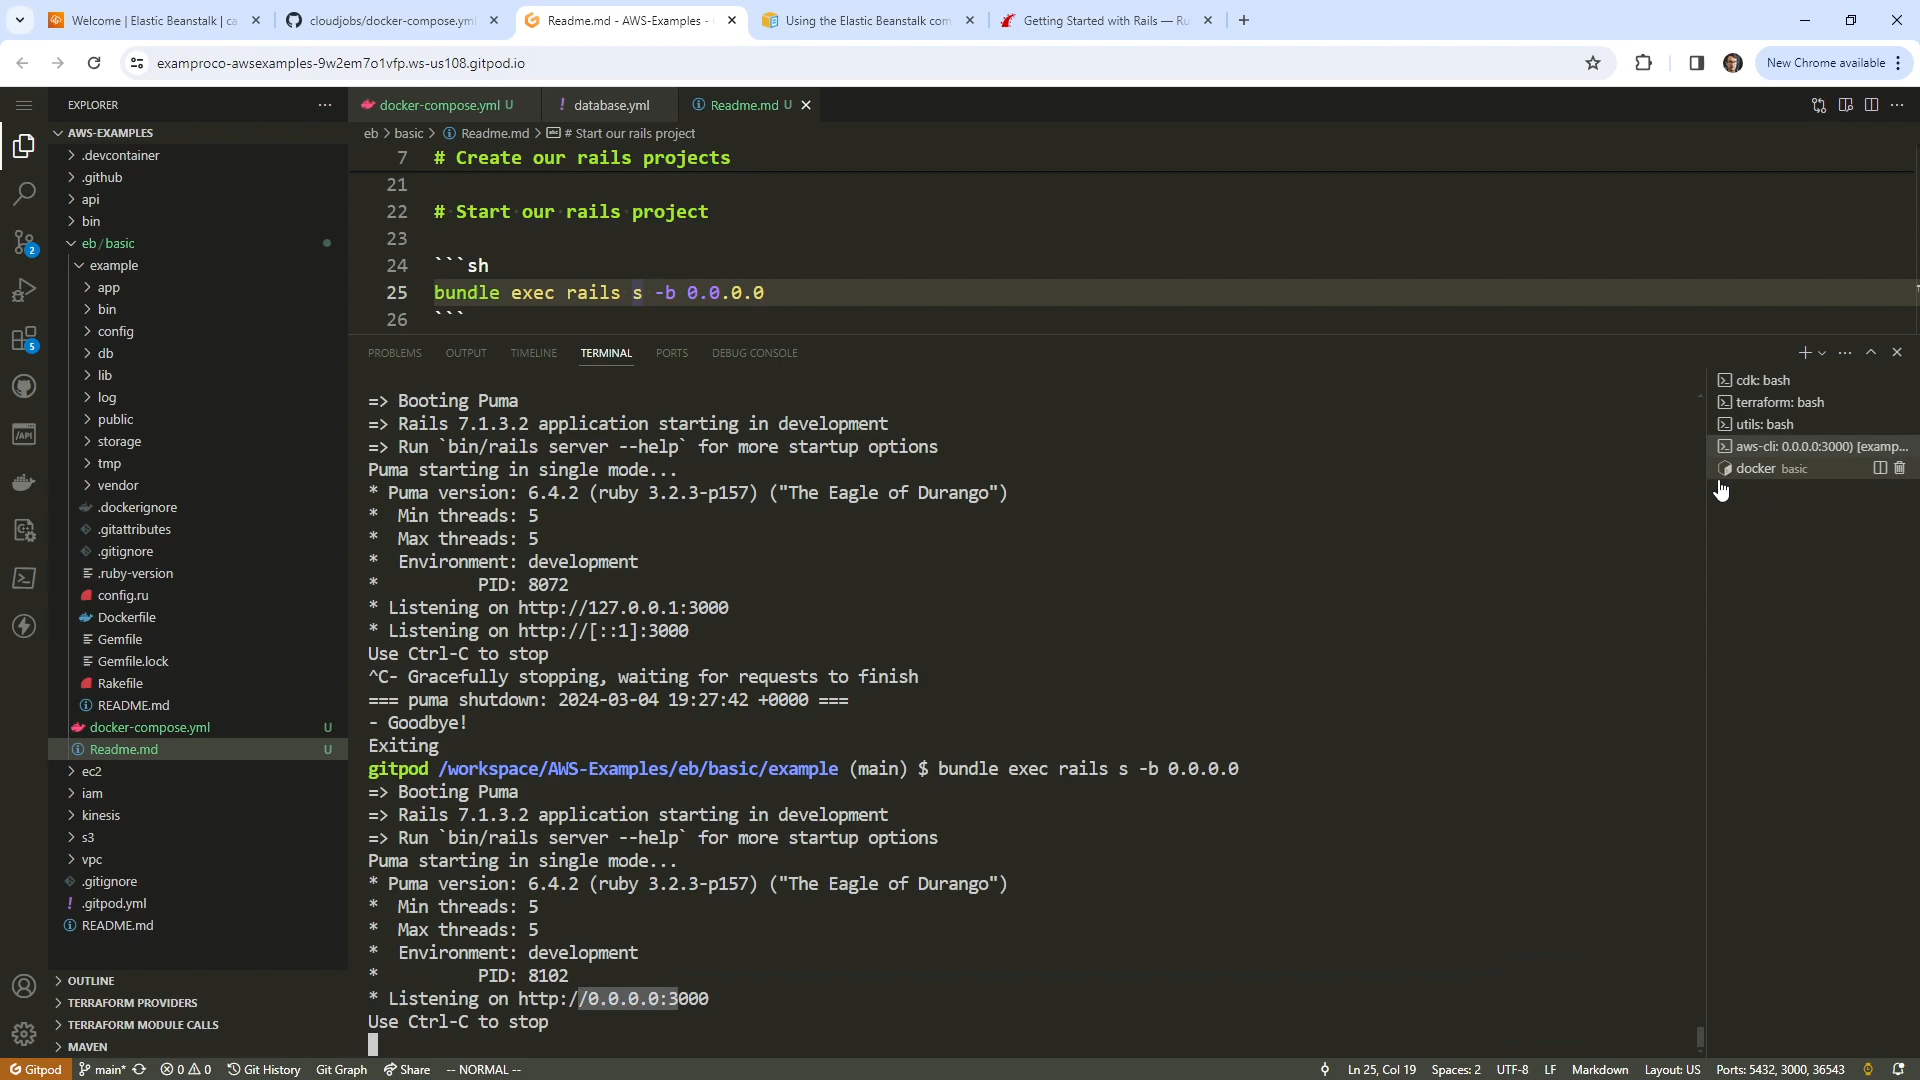 Welcome | Elastic Beanstalk | ca
cloudjobs/docker-compose.yml
Readme.md - AWS-Examples -
Using the Elastic Beanstalk com
Getting Started with Rails — Ru
examproco-awsexamples-9w2em7o1vfp.ws-us108.gitpod.io
New Chrome available
EXPLORER
AWS-EXAMPLES
.devcontainer
.github
api
bin
eb/basic
example
app
bin
config
db
lib
log
public
storage
tmp
vendor
.dockerignore
.gitattributes
.gitignore
.ruby-version
config.ru
Dockerfile
Gemfile
Gemfile.lock
Rakefile
README.md
docker-compose.yml U
Readme.md U
ec2
iam
kinesis
s3
vpc
.gitignore
.gitpod.yml
README.md
OUTLINE
TERRAFORM PROVIDERS
TERRAFORM MODULE CALLS
MAVEN
2
5
/API
docker-compose.yml U
! database.yml
Readme.md U
eb > basic > Readme.md > # Start our rails project
7 # Create our rails projects
21
22 # Start our rails project
23
24 ```sh
25 bundle exec rails s -b 0.0.0.0
26 ```
PROBLEMS OUTPUT TIMELINE TERMINAL PORTS DEBUG CONSOLE
=> Booting Puma
=> Rails 7.1.3.2 application starting in development
=> Run `bin/rails server --help` for more startup options
Puma starting in single mode...
* Puma version: 6.4.2 (ruby 3.2.3-p157) ("The Eagle of Durango")
* Min threads: 5
* Max threads: 5
* Environment: development
* PID: 8072
* Listening on http://127.0.0.1:3000
* Listening on http://[::1]:3000
Use Ctrl-C to stop
^C- Gracefully stopping, waiting for requests to finish
=== puma shutdown: 2024-03-04 19:27:42 +0000 ===
- Goodbye!
Exiting
gitpod /workspace/AWS-Examples/eb/basic/example (main) $ bundle exec rails s -b 0.0.0.0
=> Booting Puma
=> Rails 7.1.3.2 application starting in development
=> Run `bin/rails server --help` for more startup options
Puma starting in single mode...
* Puma version: 6.4.2 (ruby 3.2.3-p157) ("The Eagle of Durango")
* Min threads: 5
* Max threads: 5
* Environment: development
* PID: 8102
* Listening on http://0.0.0.0:3000
Use Ctrl-C to stop
cdk: bash
terraform: bash
utils: bash
aws-cli: 0.0.0.0:3000) [examp...
docker basic
Gitpod main* 0 0 Git History Git Graph Share -- NORMAL --
Ln 25, Col 19 Spaces: 2 UTF-8 LF Markdown Layout: US Ports: 5432, 3000, 36543